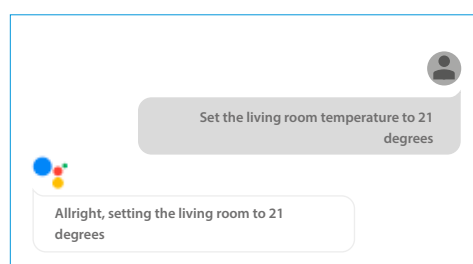 Set the living room temperature to 21
degrees
Allright, setting the living room to 21
degrees